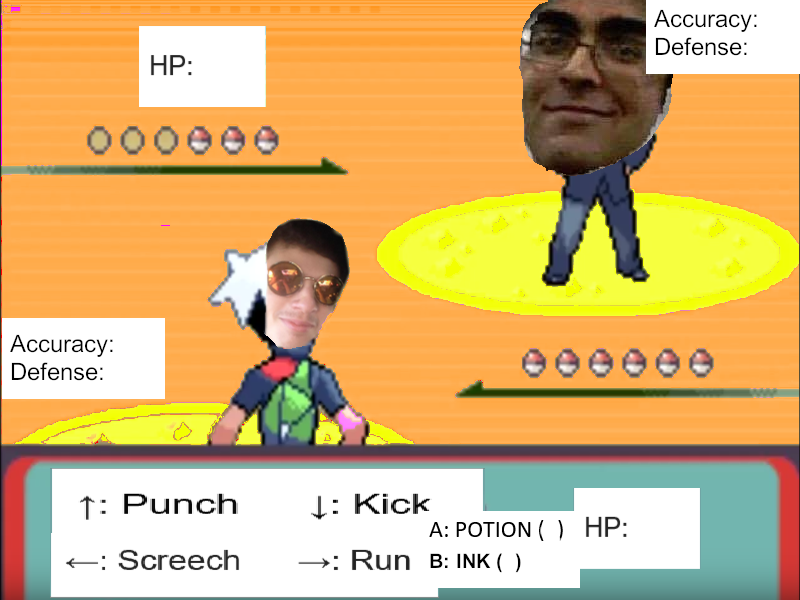 Accuracy:
Defense:
HP:
Accuracy:
Defense:
↑: Punch ↓: Kick
←: Screech →: Run
A: POTION ( )
B: INK ( )
HP: